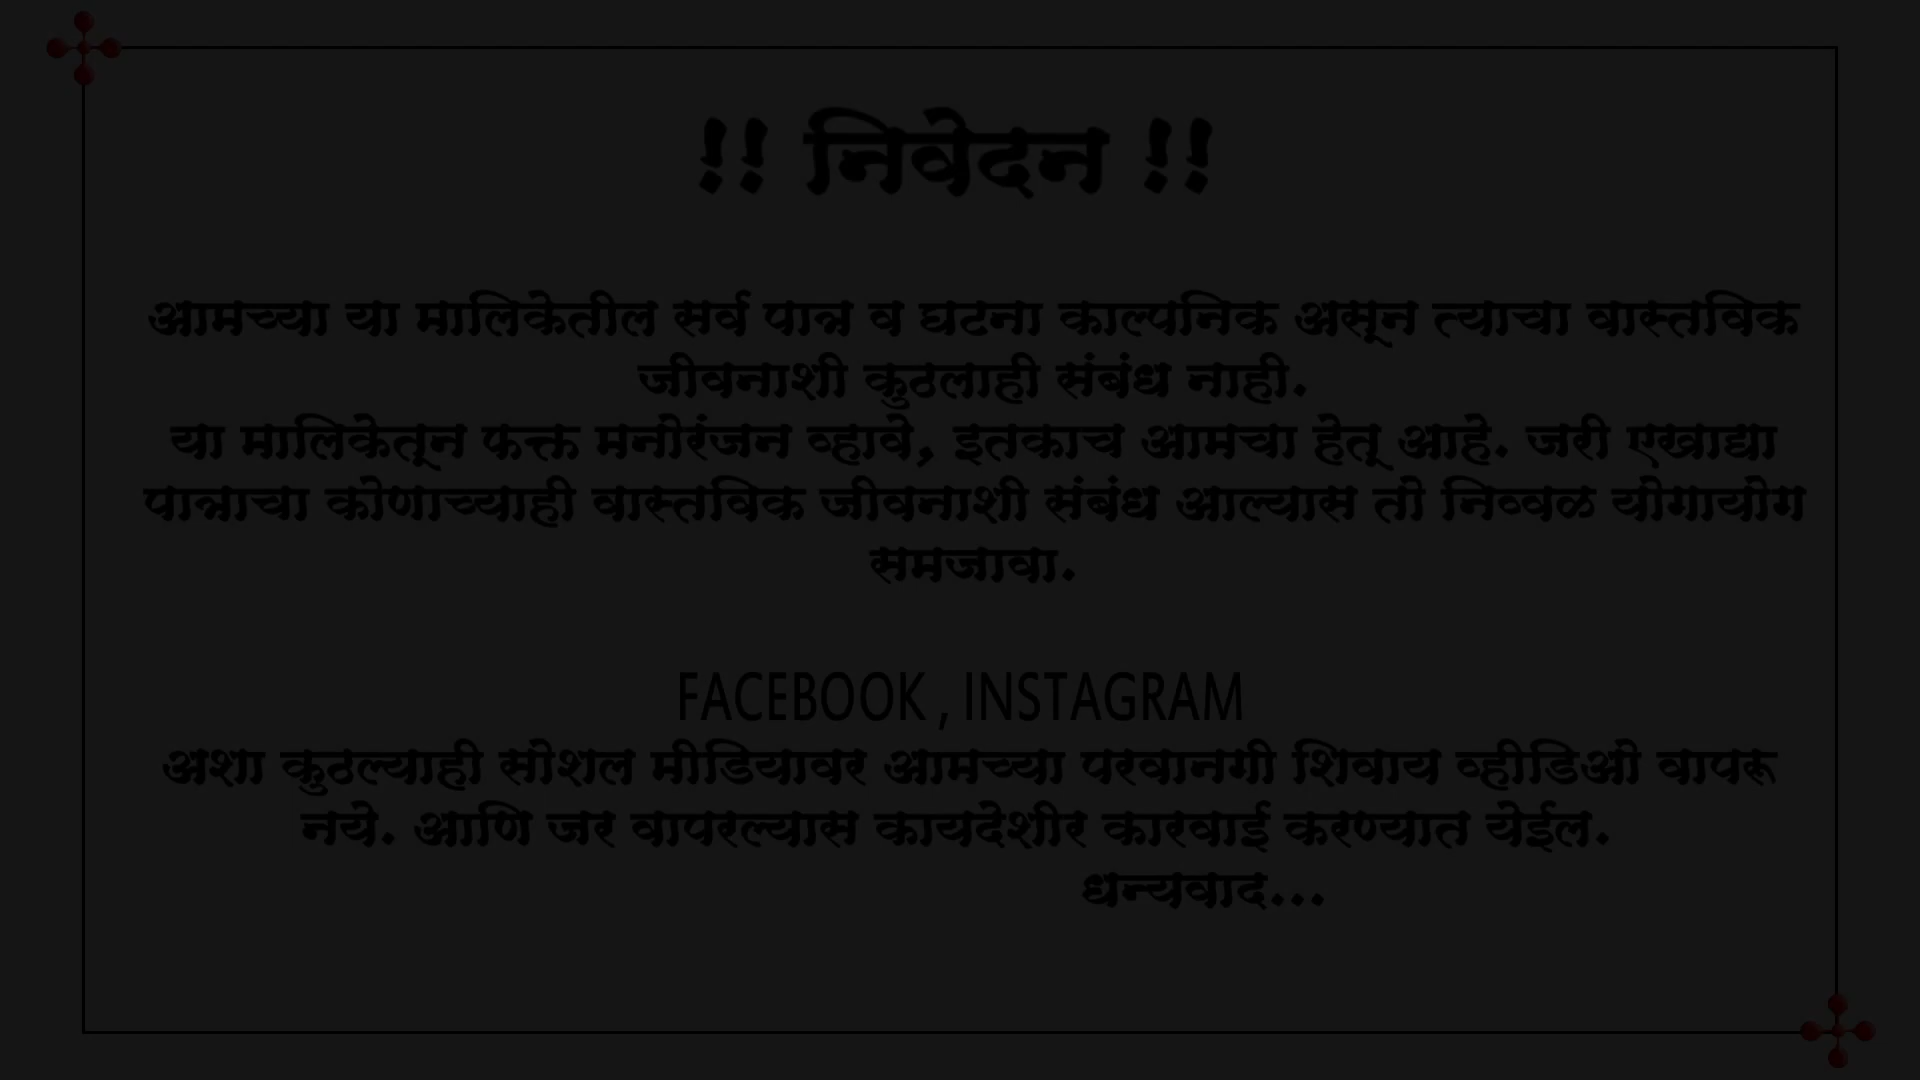 !! निवेदन !!
आमच्या या मालिकेतील सर्व पात्र व घटना काल्पनिक असून त्याचा वास्तविक
जीवनाशी कुठलाही संबंध नाही.
या मालिकेतून फक्त मनोरंजन व्हावे, इतकाच आमचा हेतू आहे. जरी एखाद्या
पात्राचा कोणाच्याही वास्तविक जीवनाशी संबंध आल्यास तो निव्वळ योगायोग
समजावा.
FACEBOOK , INSTAGRAM
अशा कुठल्याही सोशल मीडियावर आमच्या परवानगी शिवाय व्हीडिओ वापरू
नये. आणि जर वापरल्यास कायदेशीर कारवाई करण्यात येईल.
धन्यवाद...